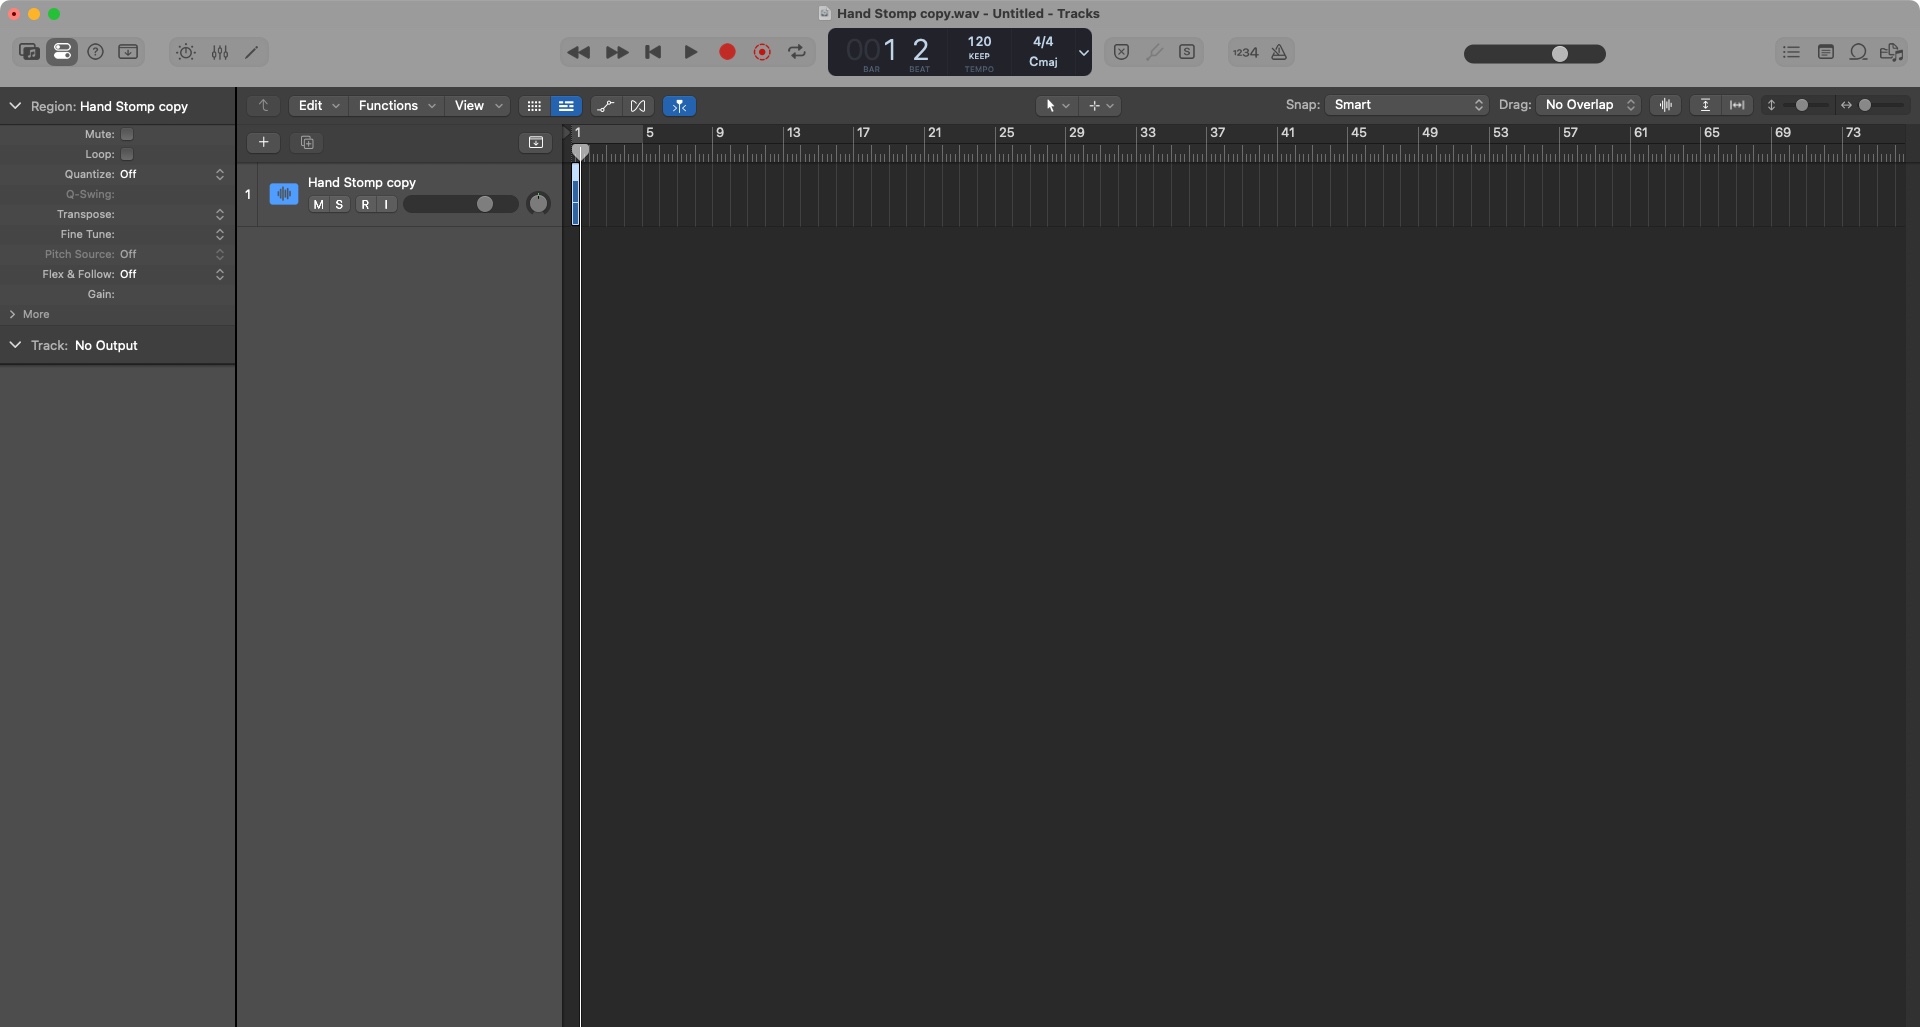 Hand Stomp copy.wav - Untitled - Tracks
001 2 120 4/4
KEEP
Cmaj
BAR BEAT TEMPO
S 1234
Region: Hand Stomp copy
Edit Functions View
Snap: Smart Drag: No Overlap
Mute:
Loop:
Quantize: Off
Q-Swing:
Transpose:
Fine Tune:
Pitch Source: Off
Flex & Follow: Off
Gain:
More
Track: No Output
1 5 9 13 17 21 25 29 33 37 41 45 49 53 57 61 65 69 73
1 Hand Stomp copy
M S R I